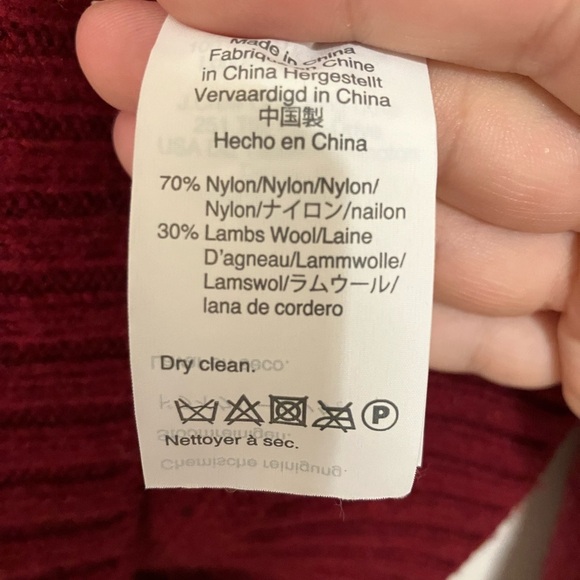 Made in China
Fabriqué en Chine
in China Hergestellt
Vervaardigd in China
中国製
Hecho en China
70% Nylon/Nylon/Nylon/
Nylon/ナイロン/nailon
30% Lambs Wool/Laine
D'agneau/Lammwolle/
Lamswol/ラムウール/
lana de cordero
Dry clean.
P
Nettoyer à sec.